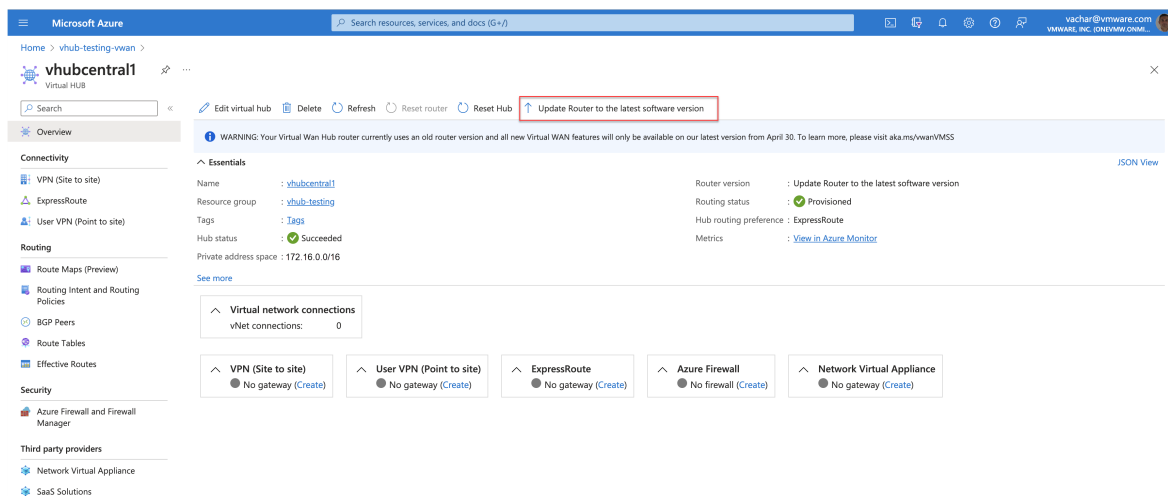 Microsoft Azure
Search resources, services, and docs (G+/)
vachar@vmware.com
VMWARE, INC. (ONEVMW.ONMI...
Home > vhub-testing-vwan >
vhubcentral1
...
Virtual HUB
Search
«
Edit virtual hub Delete Refresh Reset router Reset Hub Update Router to the latest software version
Overview
WARNING: Your Virtual Wan Hub router currently uses an old router version and all new Virtual WAN features will only be available on our latest version from April 30. To learn more, please visit aka.ms/vwanVMSS
Connectivity
VPN (Site to site)
ExpressRoute
User VPN (Point to site)
Routing
Route Maps (Preview)
Routing Intent and Routing
Policies
BGP Peers
Route Tables
Effective Routes
Security
Azure Firewall and Firewall
Manager
Third party providers
Network Virtual Appliance
SaaS Solutions
Essentials
JSON View
Name : vhubcentral1
Resource group : vhub-testing
Tags : Tags
Hub status : Succeeded
Private address space : 172.16.0.0/16
See more
Router version : Update Router to the latest software version
Routing status : Provisioned
Hub routing preference : ExpressRoute
Metrics : View in Azure Monitor
Virtual network connections
vNet connections: 0
VPN (Site to site)
No gateway (Create)
User VPN (Point to site)
No gateway (Create)
ExpressRoute
No gateway (Create)
Azure Firewall
No firewall (Create)
Network Virtual Appliance
No gateway (Create)